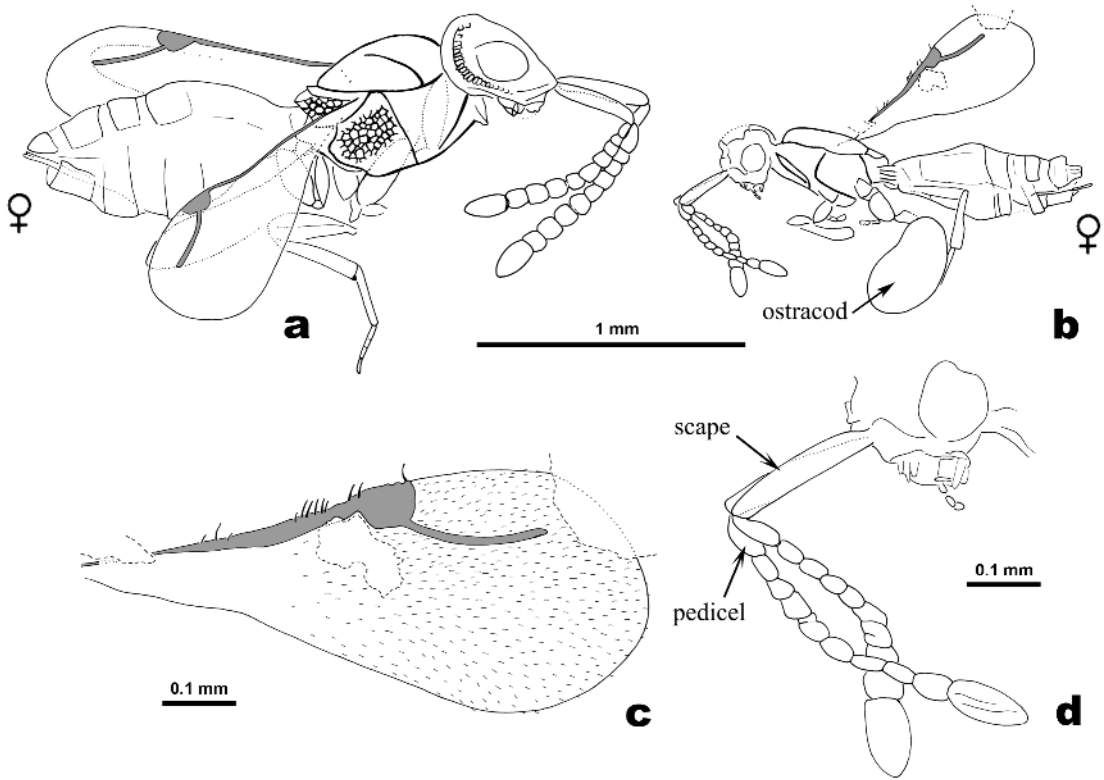 ♀
a
1 mm
ostracod
♀
b
0.1 mm
c
scape
pedicel
0.1 mm
d